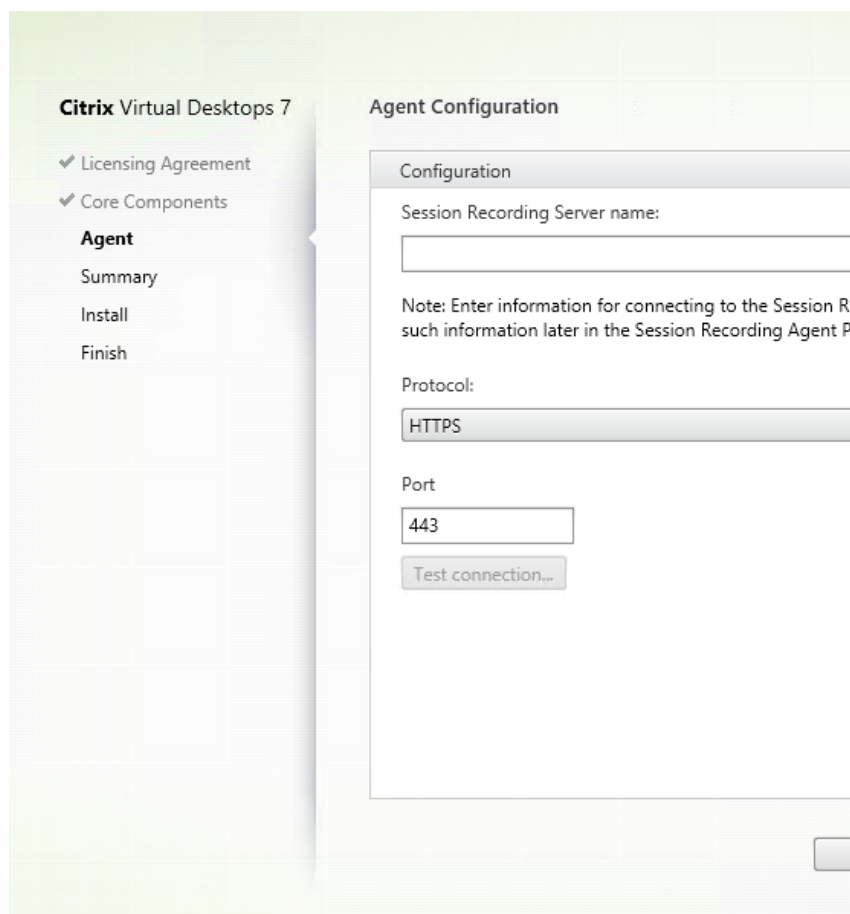 Citrix Virtual Desktops 7
Licensing Agreement
Core Components
Agent
Summary
Install
Finish
Agent Configuration
Configuration
Session Recording Server name:
Note: Enter information for connecting to the Session R
such information later in the Session Recording Agent P
Protocol:
HTTPS
Port
443
Test connection...